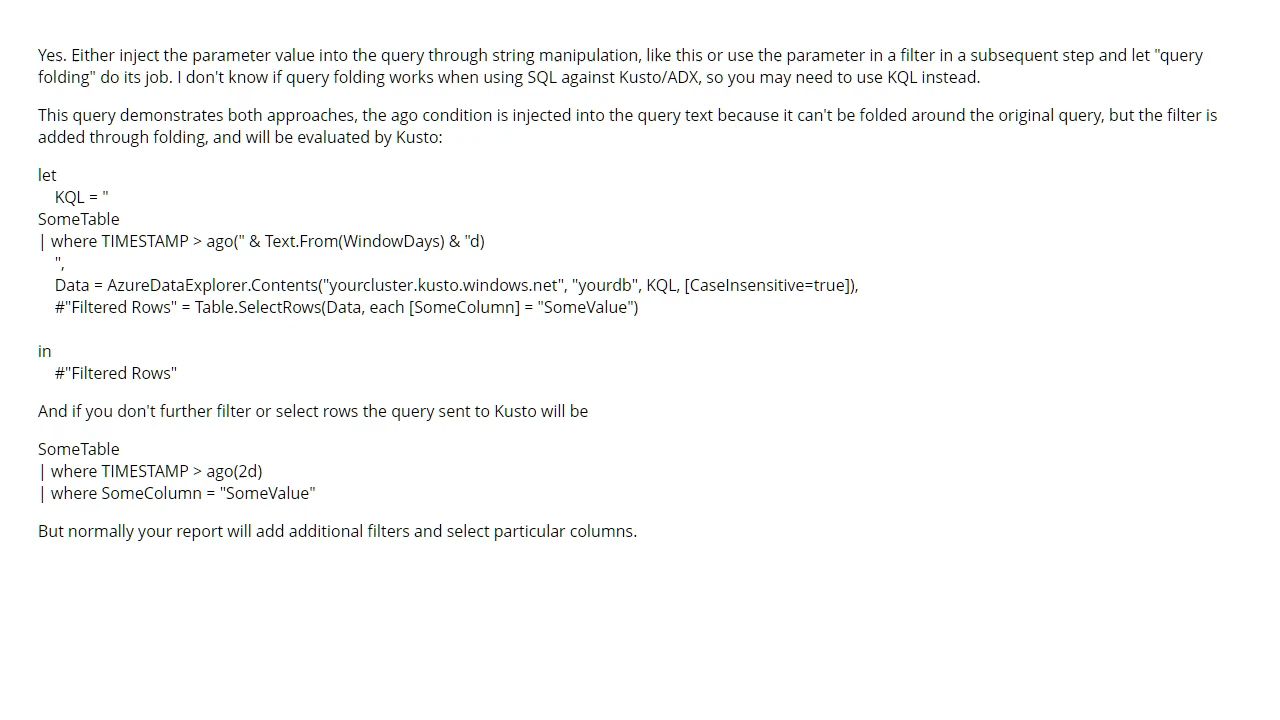 Yes. Either inject the parameter value into the query through string manipulation, like this or use the parameter in a filter in a subsequent step and let "query
folding" do its job. I don't know if query folding works when using SQL against Kusto/ADX, so you may need to use KQL instead.
This query demonstrates both approaches, the ago condition is injected into the query text because it can't be folded around the original query, but the filter is
added through folding, and will be evaluated by Kusto:
let
    KQL = "
SomeTable
| where TIMESTAMP > ago(" & Text.From(WindowDays) & "d)
    ",
    Data = AzureDataExplorer.Contents("yourcluster.kusto.windows.net", "yourdb", KQL, [CaseInsensitive=true]),
    #"Filtered Rows" = Table.SelectRows(Data, each [SomeColumn] = "SomeValue")
in
    #"Filtered Rows"
And if you don't further filter or select rows the query sent to Kusto will be
SomeTable
| where TIMESTAMP > ago(2d)
| where SomeColumn = "SomeValue"
But normally your report will add additional filters and select particular columns.